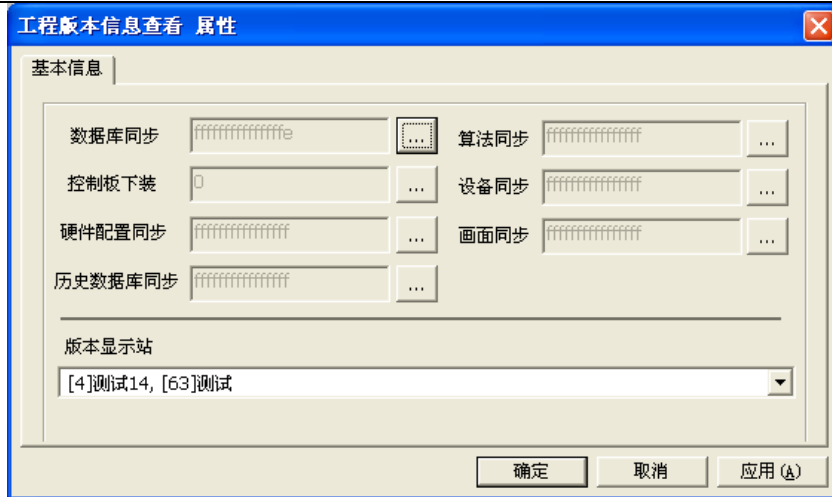 工程版本信息查看 属性
基本信息
数据库同步 fffffffffffffffe ... 算法同步 ffffffffffffffff ...
控制板下装 0 ... 设备同步 ffffffffffffffff ...
硬件配置同步 ffffffffffffffff ... 画面同步 ffffffffffffffff ...
历史数据库同步 ffffffffffffffff ...
版本显示站
[4]测试14, [63]测试
确定 取消 应用(A)